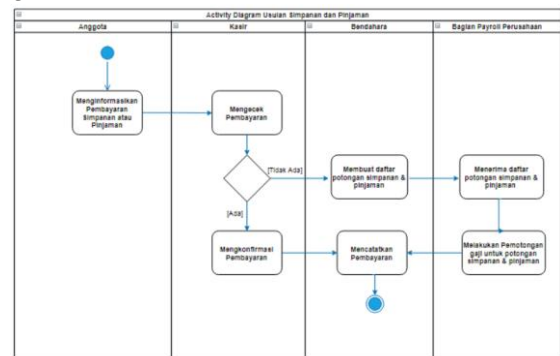 Activity Diagram Usulan Simpanan dan Pinjaman
Anggota
Kasir
Bendahara
Bagian Payroll Perusahaan
Menginformasikan
Pembayaran
Simpanan atau
Pinjaman
Mengecek
Pembayaran
[Tidak Ada]
Membuat daftar
potongan simpanan &
pinjaman
Menerima daftar
potongan simpanan &
pinjaman
[Ada]
Mengkonfirmasi
Pembayaran
Mencatatkan
Pembayaran
Melakukan Pemotongan
gaji untuk potongan
simpanan & pinjaman